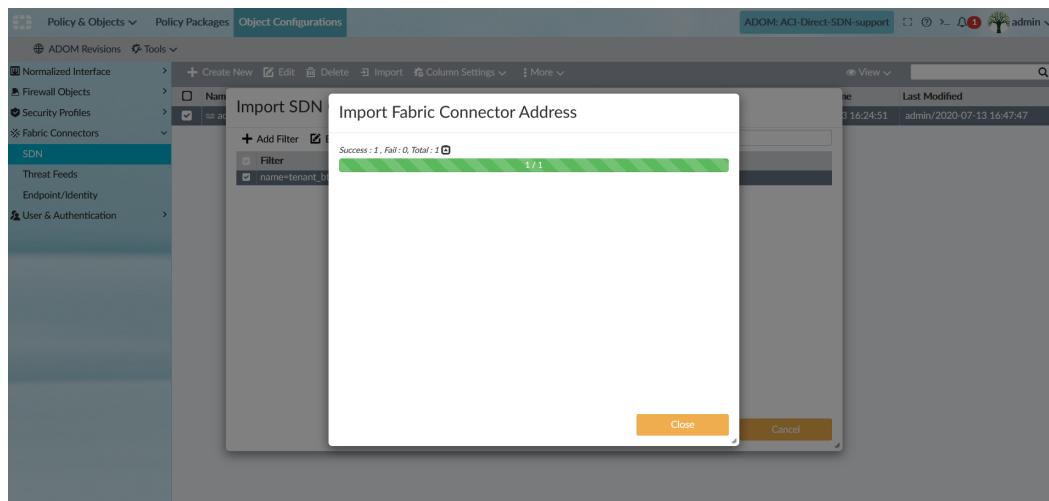 Policy & Objects Policy Packages Object Configurations ADOM: ACI-Direct-SDN-support >_ 1 admin
ADOM Revisions Tools
Normalized Interface + Create New Edit Delete Import Column Settings More View
Firewall Objects Last Modified
Security Profiles 16:24:51 admin/2020-07-13 16:47:47
Fabric Connectors
SDN
Threat Feeds
Endpoint/Identity
User & Authentication
Import SDN
+ Add Filter
Filter
Import Fabric Connector Address
Success : 1 , Fail : 0, Total : 1
1 / 1
Close
Cancel